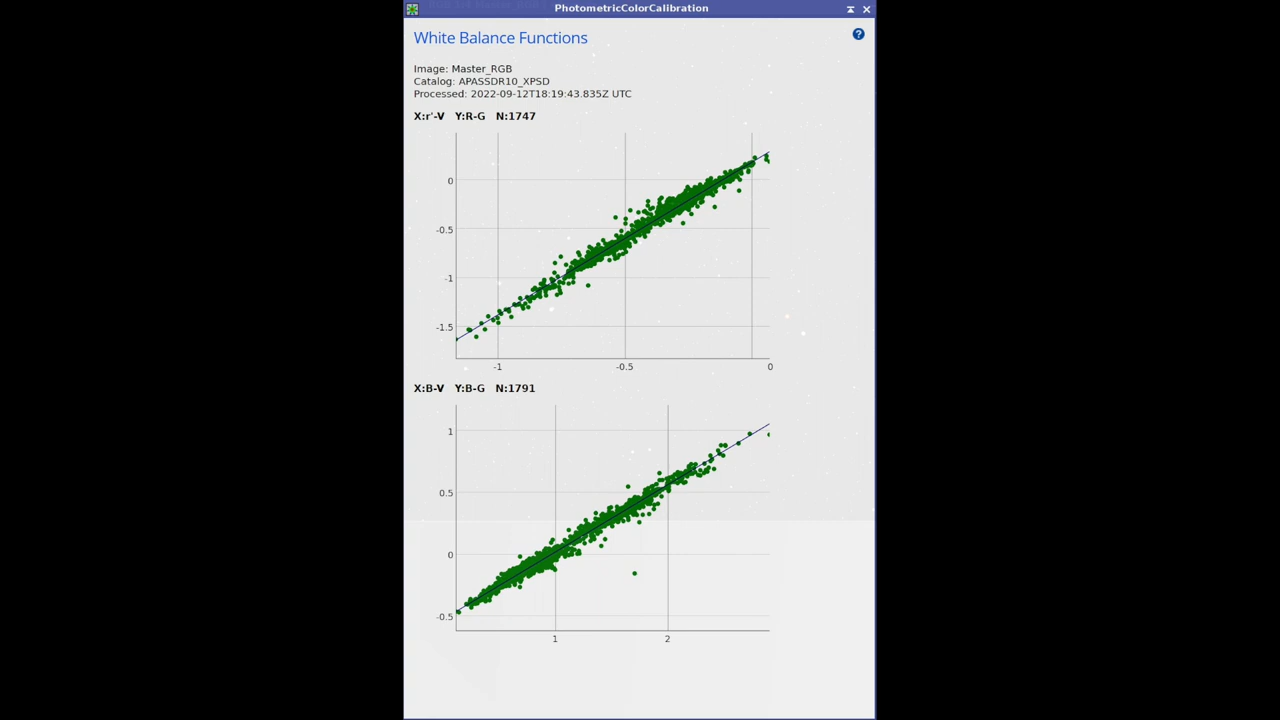 PhotometricColorCalibration
White Balance Functions
Image: Master_RGB
Catalog: APASSDR10_XPSD
Processed: 2022-09-12T18:19:43.835Z UTC
X:r'-V Y:R-G N:1747
0
-0.5
-1
-1.5
-1 -0.5 0
X:B-V Y:B-G N:1791
1
0.5
0
-0.5
1 2